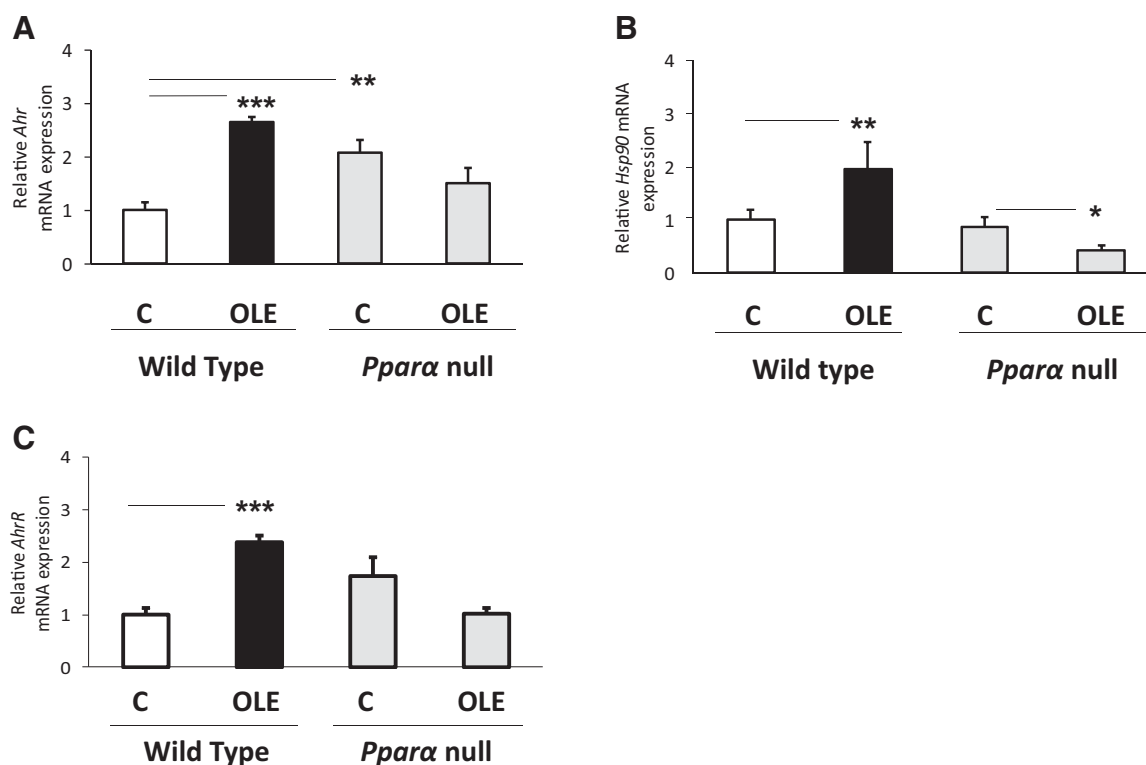 A
Relative Ahr
mRNA expression
4
3
2
1
0
**
***
C OLE C OLE
Wild Type Pparα null
B
Relative Hsp90 mRNA
expression
4
3
2
1
0
**
*
C OLE C OLE
Wild type Pparα null
C
Relative AhrR
mRNA expression
4
3
2
1
0
***
C OLE C OLE
Wild Type Pparα null